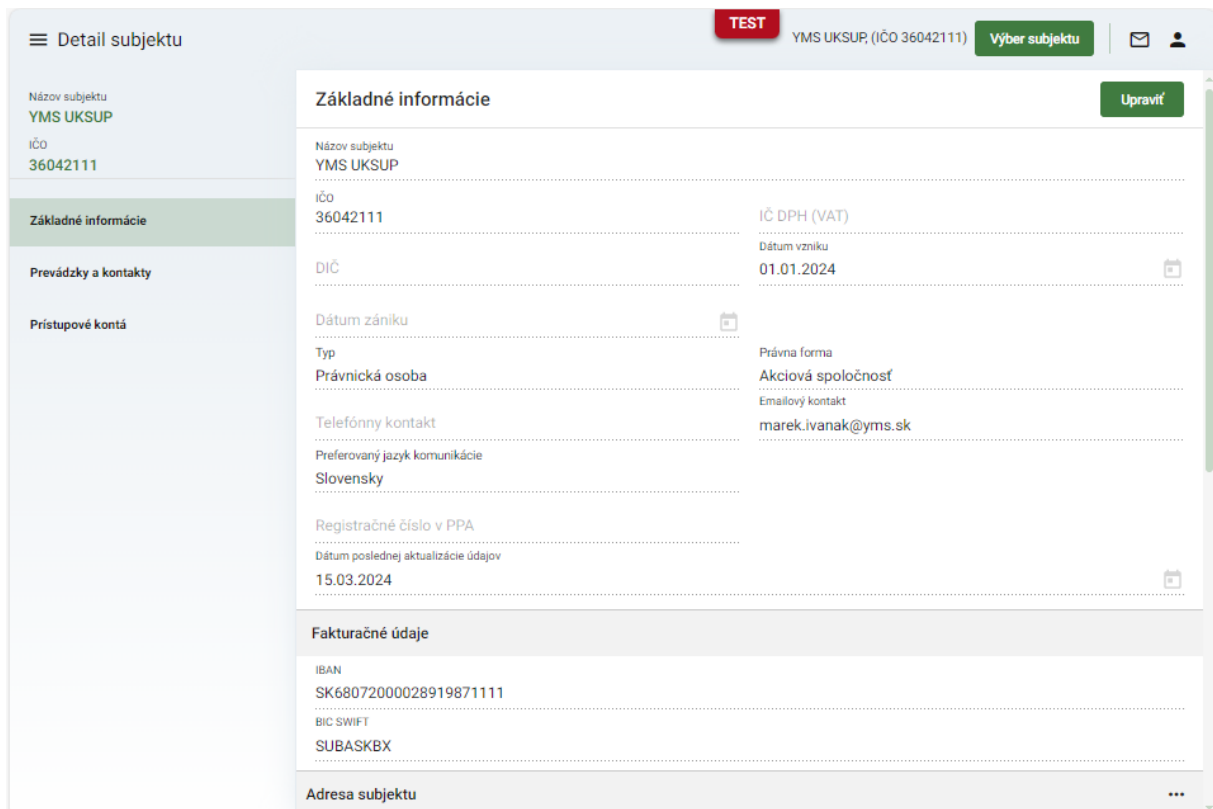 Detail subjektu
TEST
YMS UKSUP, (IČO 36042111)
Výber subjektu
Názov subjektu
YMS UKSUP
IČO
36042111
Základné informácie
Prevádzky a kontakty
Prístupové kontá
Základné informácie
Upraviť
Názov subjektu
YMS UKSUP
IČO
36042111
IČ DPH (VAT)
DIČ
Dátum vzniku
01.01.2024
Dátum zániku
Typ
Právnická osoba
Právna forma
Akciová spoločnosť
Telefónny kontakt
Emailový kontakt
marek.ivanak@yms.sk
Preferovaný jazyk komunikácie
Slovensky
Registračné číslo v PPA
Dátum poslednej aktualizácie údajov
15.03.2024
Fakturačné údaje
IBAN
SK68072000028919871111
BIC SWIFT
SUBASKBX
Adresa subjektu